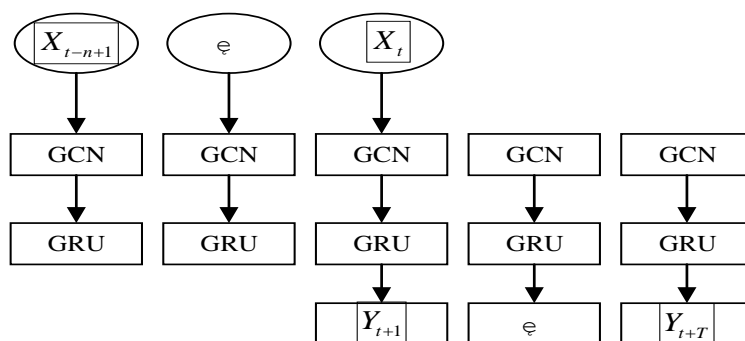 X_{t-n+1} ę X_t
GCN GCN GCN GCN GCN
GRU GRU GRU GRU GRU
Y_{t+1} ę Y_{t+T}